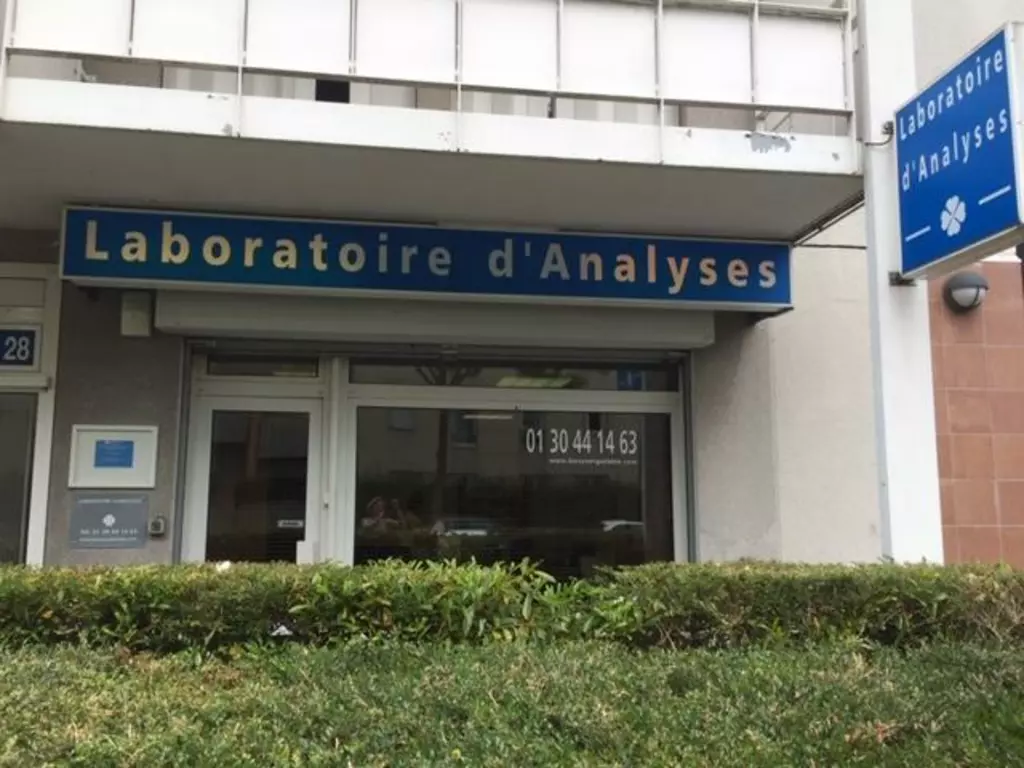 Laboratoire d'Analyses
Laboratoire
d'Analyses
28
01 30 44 14 63